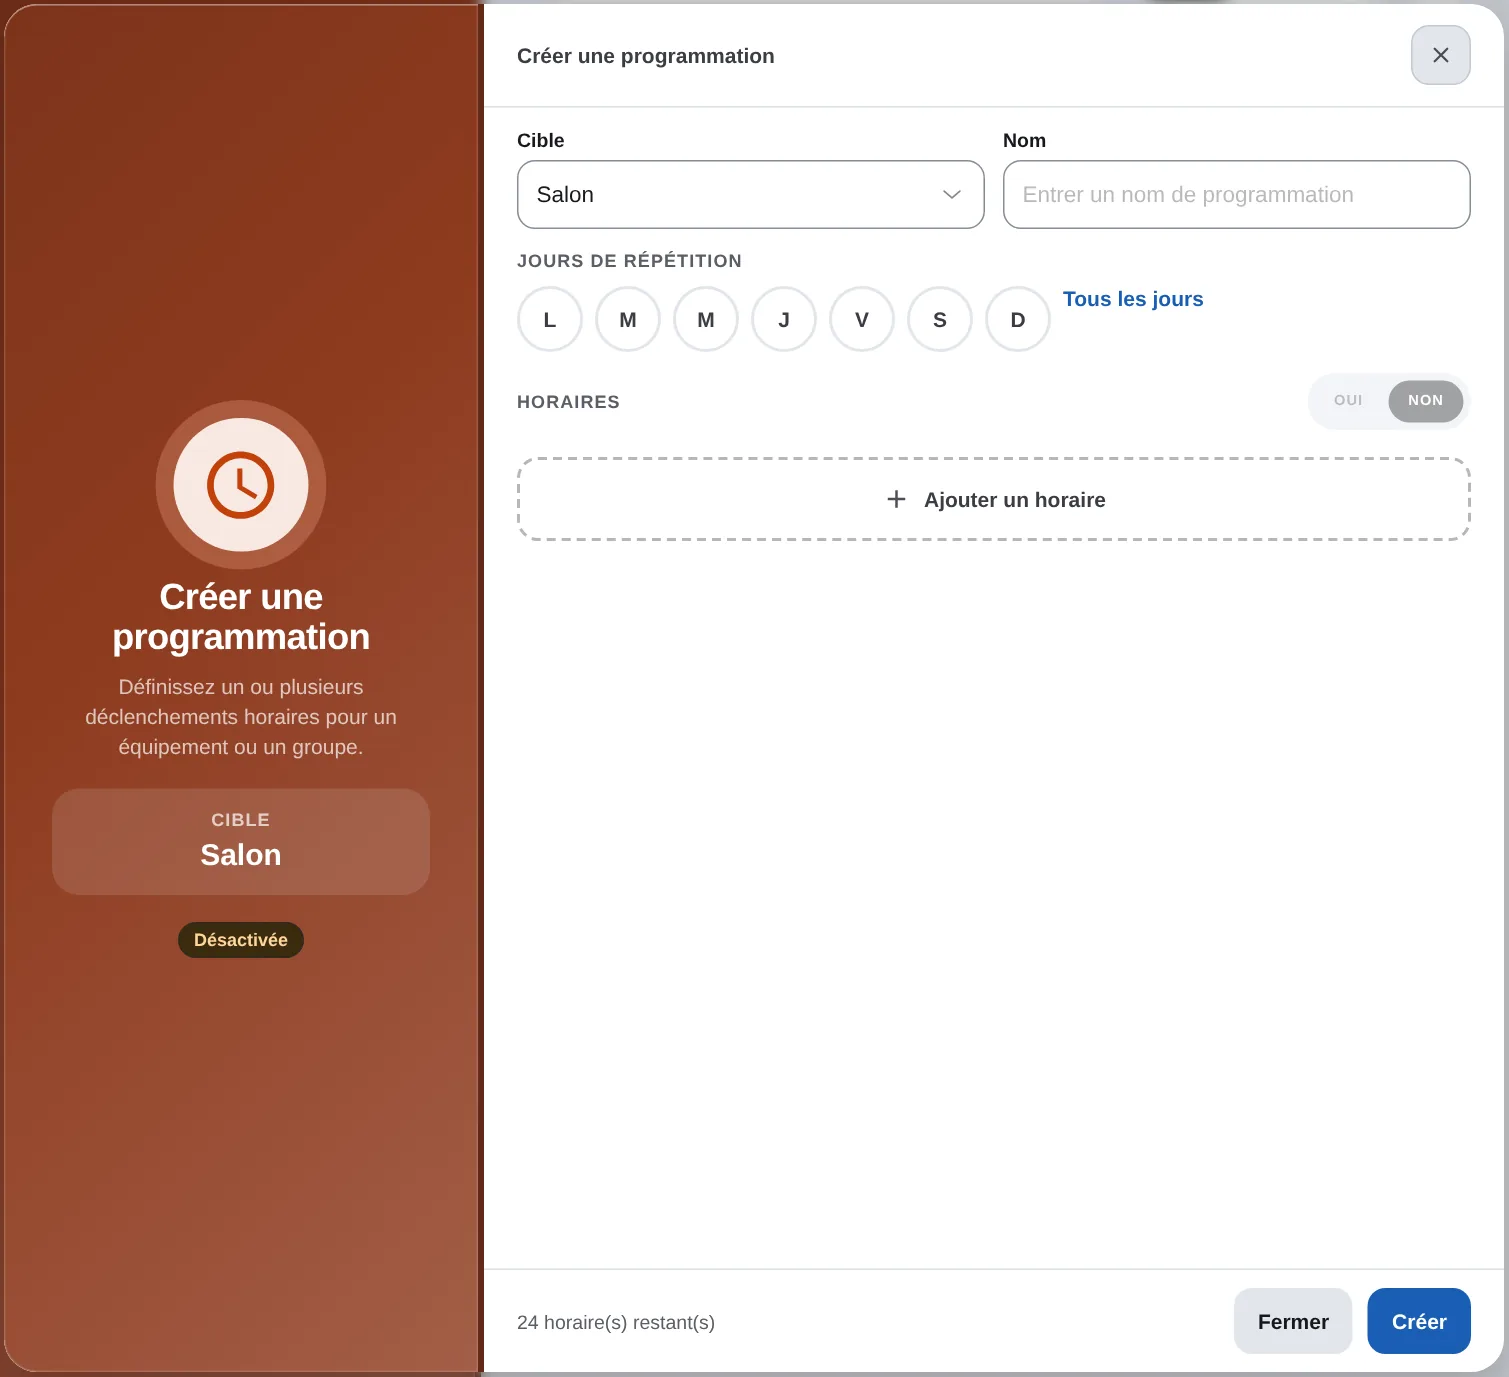 Créer une
programmation
Définissez un ou plusieurs
déclenchements horaires pour un
équipement ou un groupe.
CIBLE
Salon
Désactivée
Créer une programmation
Cible
Nom
Salon
Entrer un nom de programmation
JOURS DE RÉPÉTITION
L M M J V S D Tous les jours
HORAIRES
OUI NON
Ajouter un horaire
24 horaire(s) restant(s)
Fermer
Créer